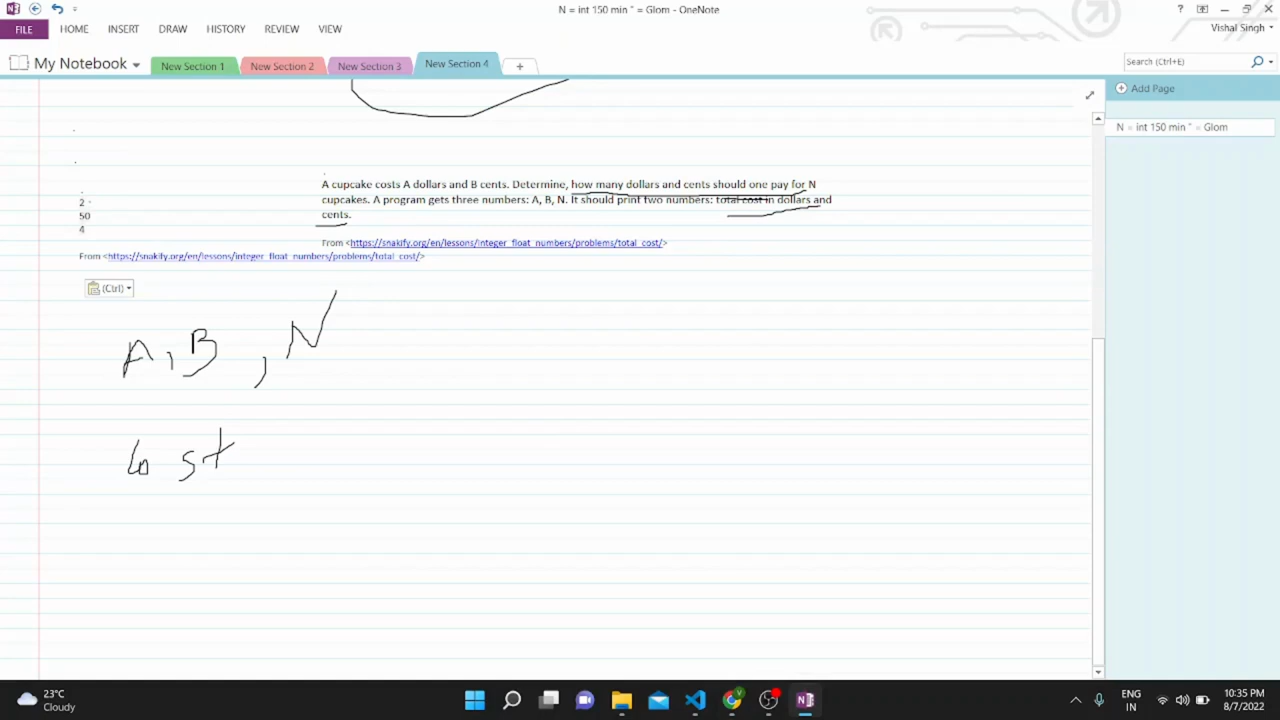 N = int 150 min " = Glom - OneNote
FILE HOME INSERT DRAW HISTORY REVIEW VIEW
Vishal Singh
My Notebook New Section 1 New Section 2 New Section 3 New Section 4 +
Search (Ctrl+E)
Add Page
N = int 150 min " = Glom
A cupcake costs A dollars and B cents. Determine, how many dollars and cents should one pay for N
cupcakes. A program gets three numbers: A, B, N. It should print two numbers: total cost in dollars and
cents.
From <https://snakify.org/en/lessons/integer_float_numbers/problems/total_cost/>
2
50
4
From <https://snakify.org/en/lessons/integer_float_numbers/problems/total_cost/>
(Ctrl)
A, B, N
Cost
23°C
Cloudy
ENG
IN
10:35 PM
8/7/2022